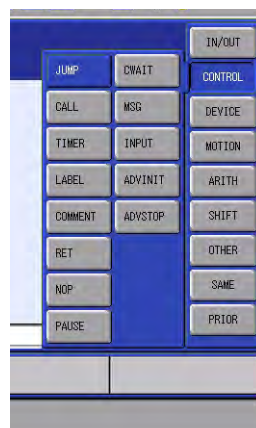 IN/OUT
JUMP CWAIT CONTROL
CALL MSG DEVICE
TIMER INPUT MOTION
LABEL ADVINIT ARITH
COMMENT ADVSTOP SHIFT
RET OTHER
NOP SAME
PAUSE PRIOR